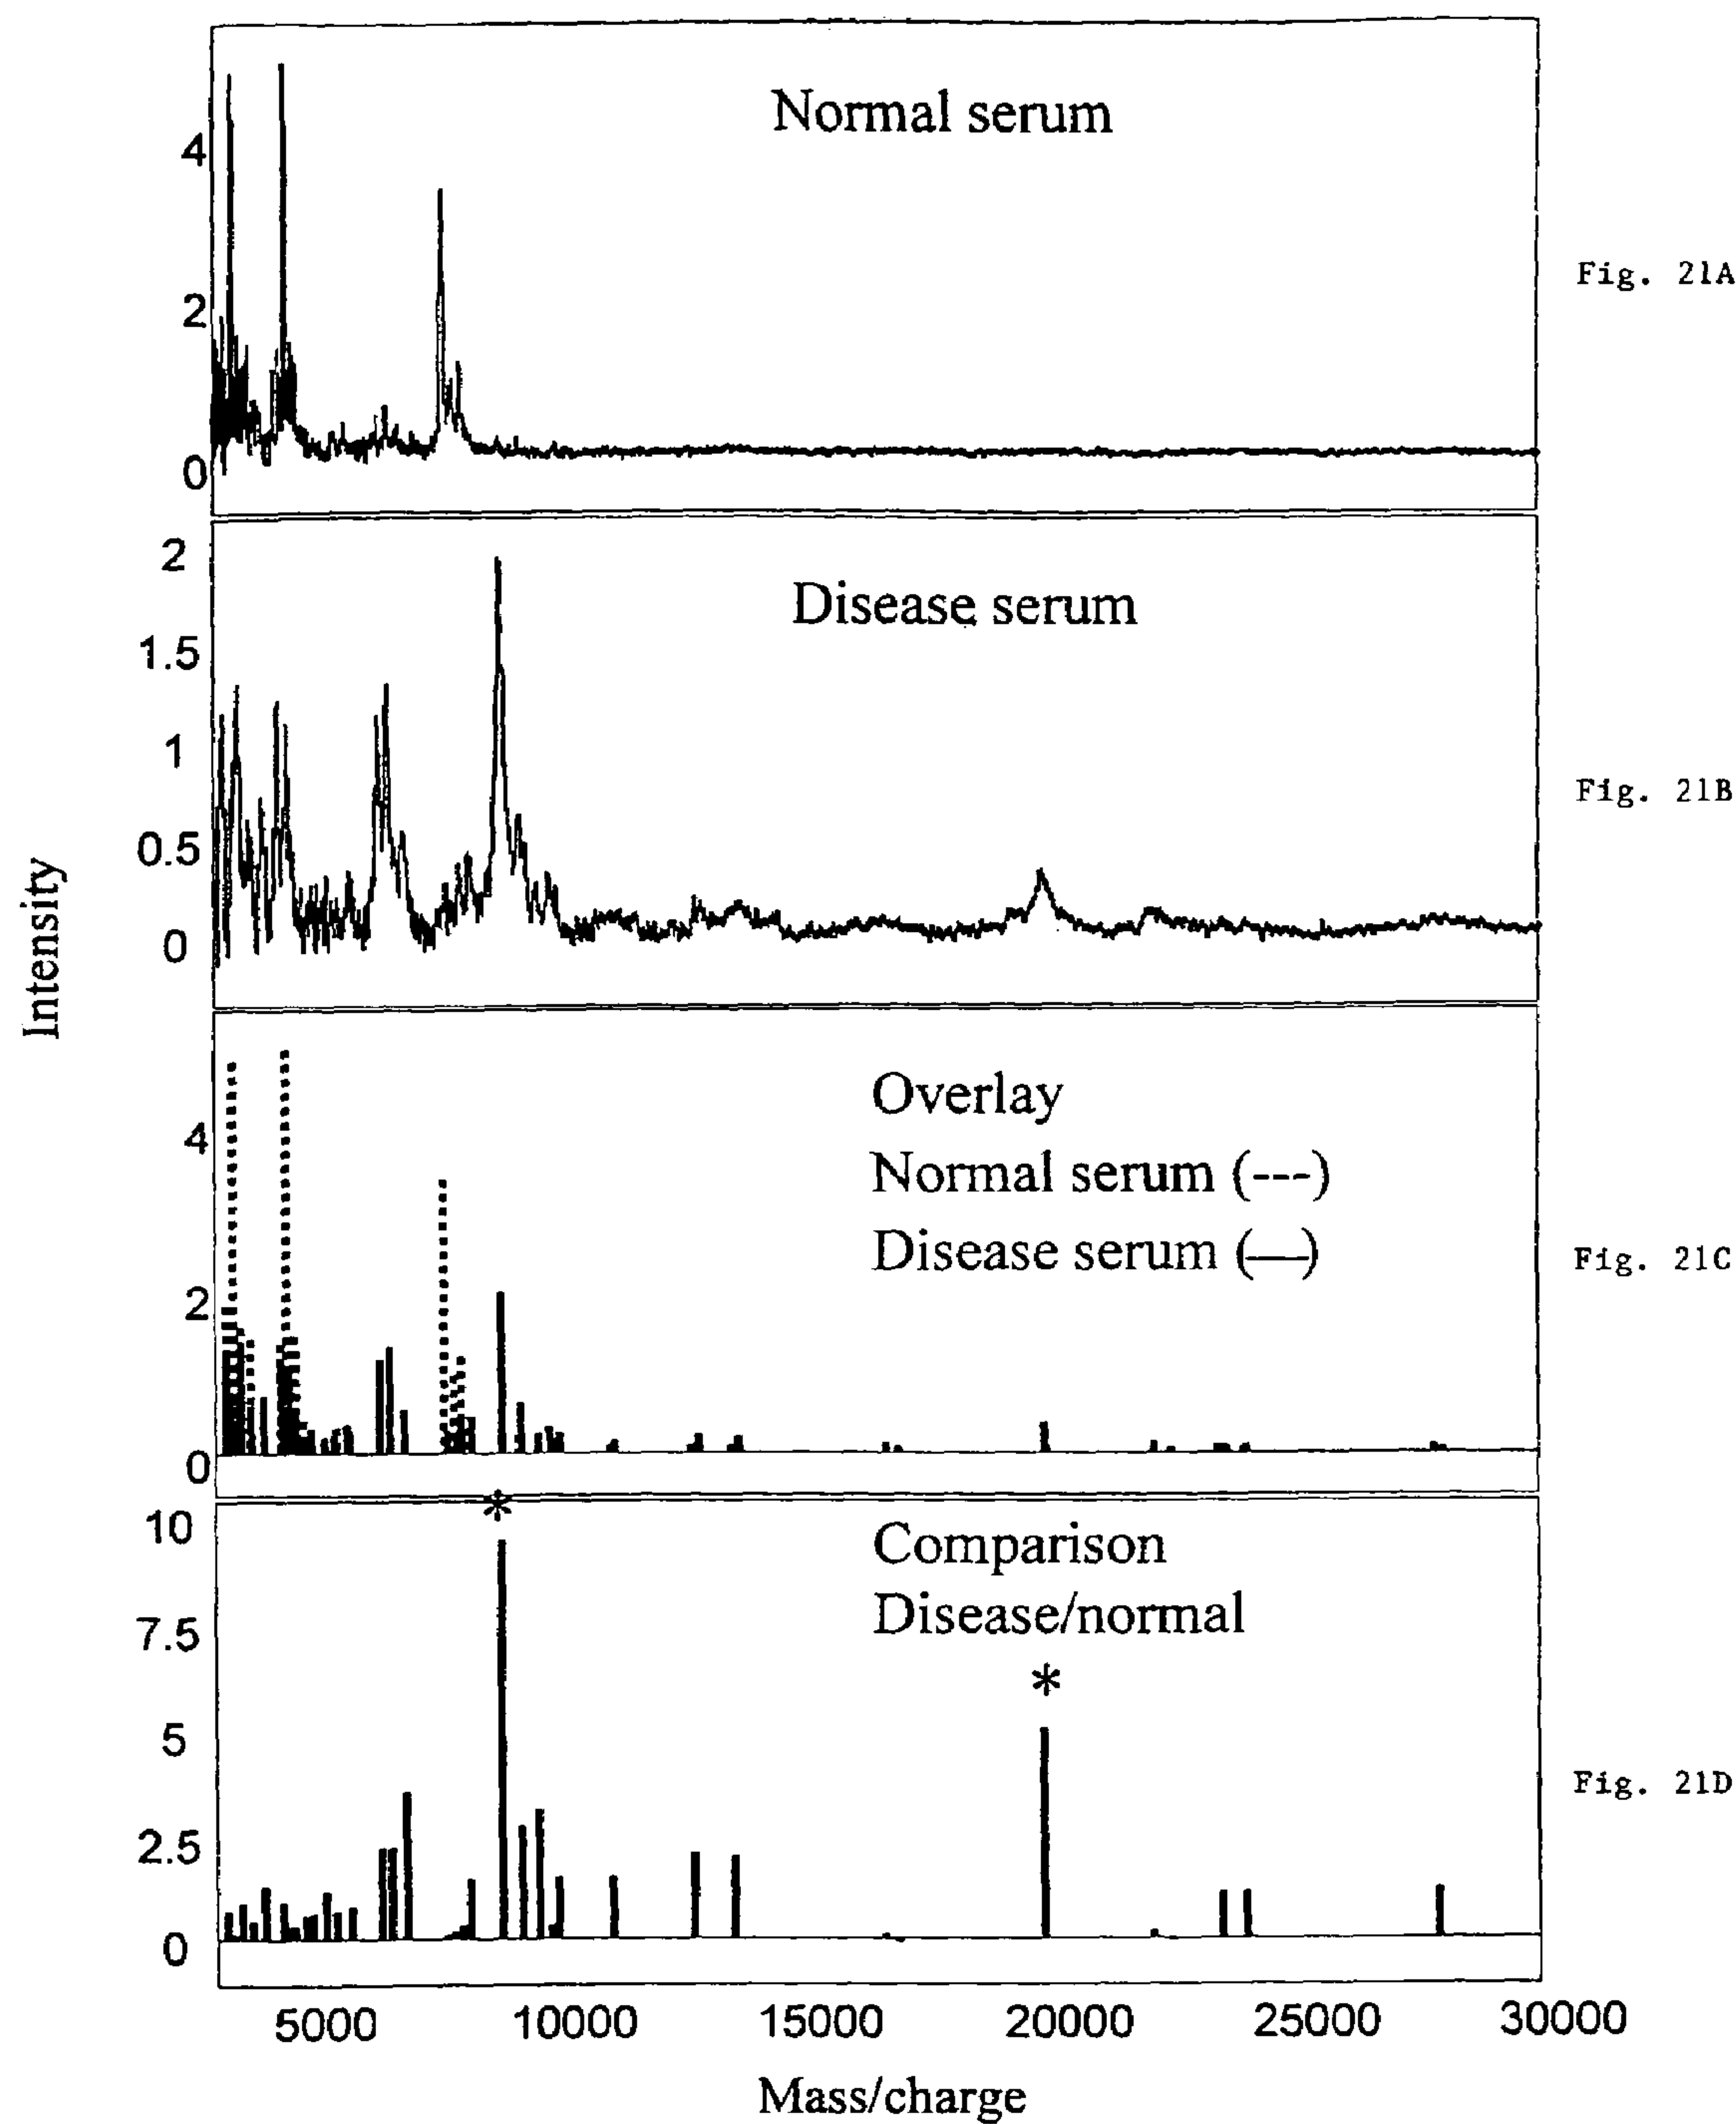 Normal serum
4
2
0
Fig. 21A
Disease serum
2
1.5
1
0.5
0
Fig. 21B
Intensity
Overlay
Normal serum (---)
Disease serum (—)
4
2
0
Fig. 21C
*
Comparison
Disease/normal
*
10
7.5
5
2.5
0
Fig. 21D
5000 10000 15000 20000 25000 30000
Mass/charge